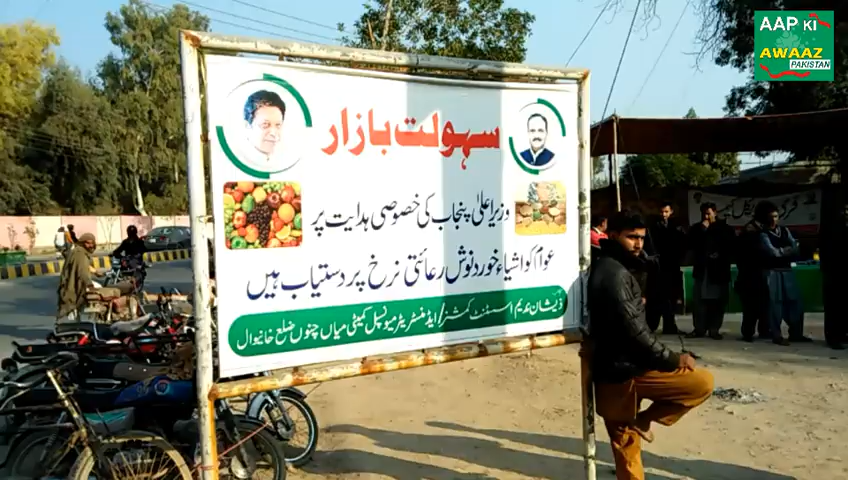 AAP KI
AWAAZ
PAKISTAN
سہولت بازار
وزیر اعلیٰ پنجاب کی خصوصی ہدایت پر
عوام کو اشیاء خوردنوش رعائتی نرخ پر دستیاب ہیں
ذیشان ندیم اسسٹنٹ کمشنر/ایڈمنسٹریٹر میونسپل کمیٹی میاں چنوں ضلع خانیوال